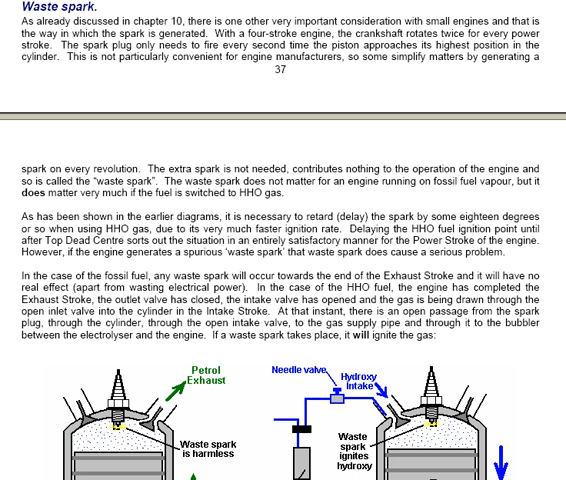 Waste spark.
As already discussed in chapter 10, there is one other very important consideration with small engines and that is
the way in which the spark is generated. With a four-stroke engine, the crankshaft rotates twice for every power
stroke. The spark plug only needs to fire every second time the piston approaches its highest position in the
cylinder. This is not particularly convenient for engine manufacturers, so some simplify matters by generating a
37
spark on every revolution. The extra spark is not needed, contributes nothing to the operation of the engine and
so is called the "waste spark". The waste spark does not matter for an engine running on fossil fuel vapour, but it
does matter very much if the fuel is switched to HHO gas.
As has been shown in the earlier diagrams, it is necessary to retard (delay) the spark by some eighteen degrees
or so when using HHO gas, due to its very much faster ignition rate. Delaying the HHO fuel ignition point until
after Top Dead Centre sorts out the situation in an entirely satisfactory manner for the Power Stroke of the engine.
However, if the engine generates a spurious 'waste spark' that waste spark does cause a serious problem.
In the case of the fossil fuel, any waste spark will occur towards the end of the Exhaust Stroke and it will have no
real effect (apart from wasting electrical power). In the case of the HHO fuel, the engine has completed the
Exhaust Stroke, the outlet valve has closed, the intake valve has opened and the gas is being drawn through the
open inlet valve into the cylinder in the Intake Stroke. At that instant, there is an open passage from the spark
plug, through the cylinder, through the open intake valve, to the gas supply pipe and through it to the bubbler
between the electrolyser and the engine. If a waste spark takes place, it will ignite the gas:
Petrol
Exhaust
Waste spark
is harmless
Needle valve
Hydroxy
Intake
Waste
spark
ignites
hydroxy